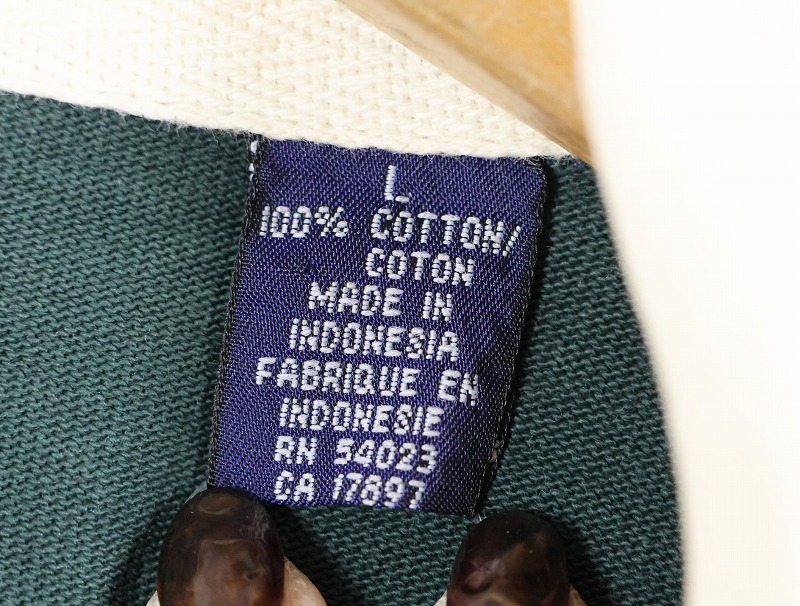 L
100% COTTON/
COTON
MADE IN
INDONESIA
FABRIQUE EN
INDONESIE
RN 54023
CA 17897